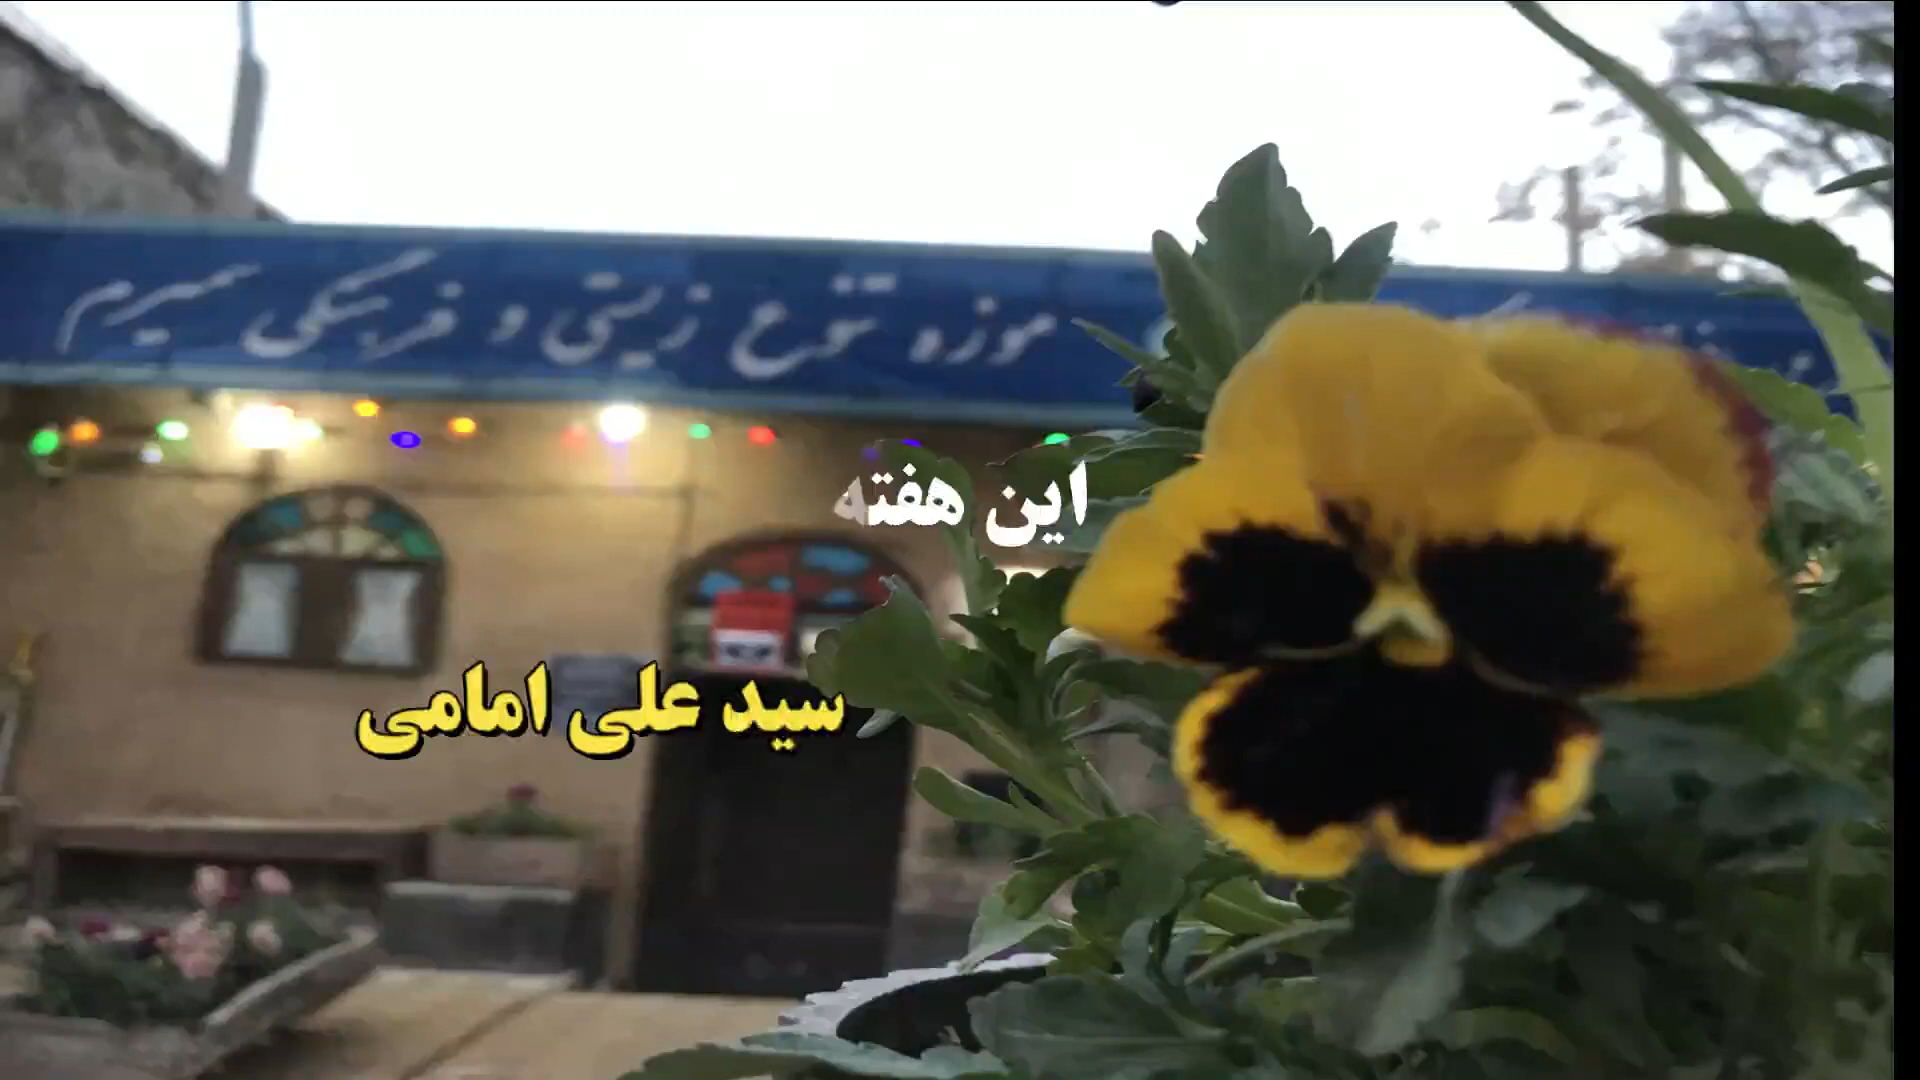 موزه تنوع زیستی و فرهنگی سمیرم
این هفته
سید علی امامی